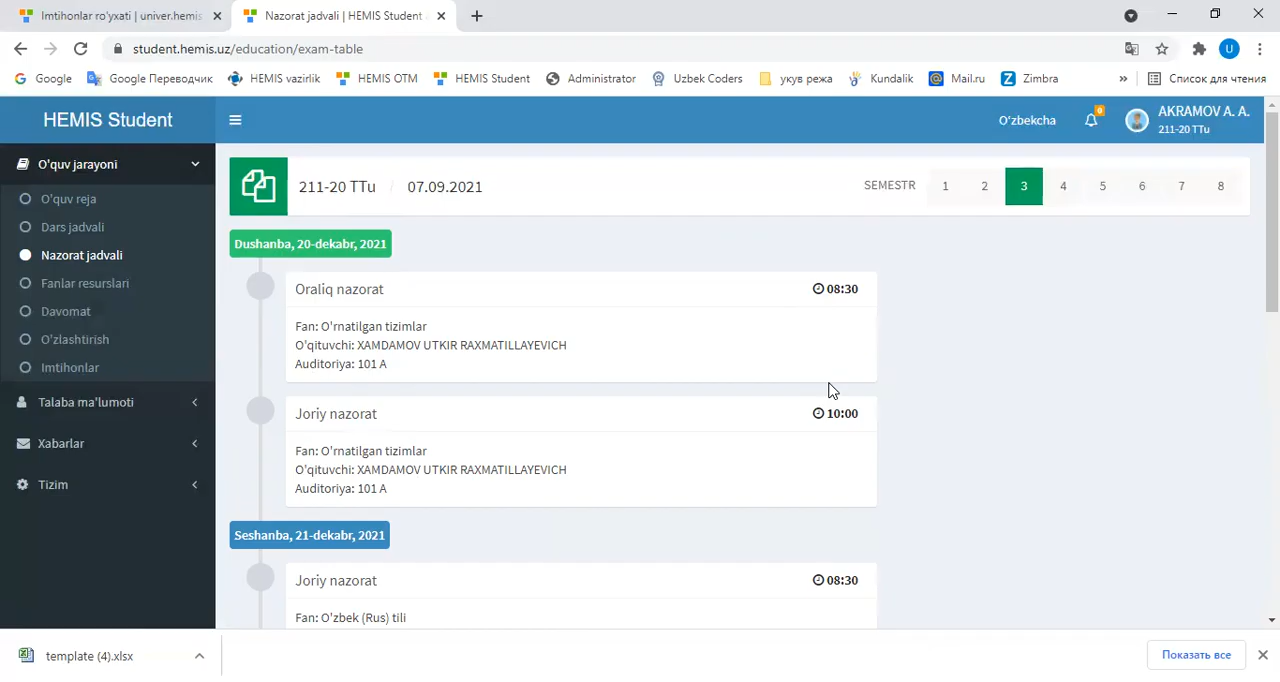 Imtihonlar ro'yxati | univer.hemis
Nazorat jadvali | HEMIS Student
student.hemis.uz/education/exam-table
U
Google
Google Переводчик
HEMIS vazirlik
HEMIS OTM
HEMIS Student
Administrator
Uzbek Coders
укув режа
Kundalik
Mail.ru
Zimbra
»
Список для чтения
HEMIS Student
O'zbekcha
0
AKRAMOV A. A.
211-20 TTu
O'quv jarayoni
O'quv reja
Dars jadvali
Nazorat jadvali
Fanlar resurslari
Davomat
O'zlashtirish
Imtihonlar
Talaba ma'lumoti
Xabarlar
Tizim
211-20 TTu / 07.09.2021
SEMESTR 1 2 3 4 5 6 7 8
Dushanba, 20-dekabr, 2021
Oraliq nazorat 08:30
Fan: O'rnatilgan tizimlar
O'qituvchi: XAMDAMOV UTKIR RAXMATILLAYEVICH
Auditoriya: 101 A
Joriy nazorat 10:00
Fan: O'rnatilgan tizimlar
O'qituvchi: XAMDAMOV UTKIR RAXMATILLAYEVICH
Auditoriya: 101 A
Seshanba, 21-dekabr, 2021
Joriy nazorat 08:30
Fan: O'zbek (Rus) tili
template (4).xlsx
Показать все